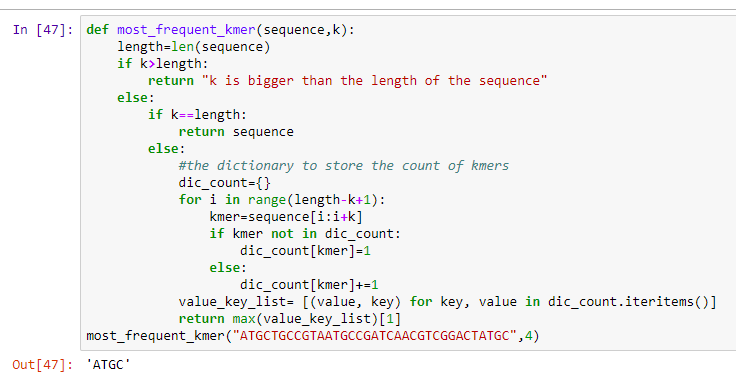 In [47]: def most_frequent_kmer(sequence,k):
    length=len(sequence)
    if k>length:
        return "k is bigger than the length of the sequence"
    else:
        if k==length:
            return sequence
        else:
            #the dictionary to store the count of kmers
            dic_count={}
            for i in range(length-k+1):
                kmer=sequence[i:i+k]
                if kmer not in dic_count:
                    dic_count[kmer]=1
                else:
                    dic_count[kmer]+=1
            value_key_list= [(value, key) for key, value in dic_count.iteritems()]
            return max(value_key_list)[1]
most_frequent_kmer("ATGCTGCCGTAATGCCGATCAACGTCGGACTATGC",4)
Out[47]: 'ATGC'